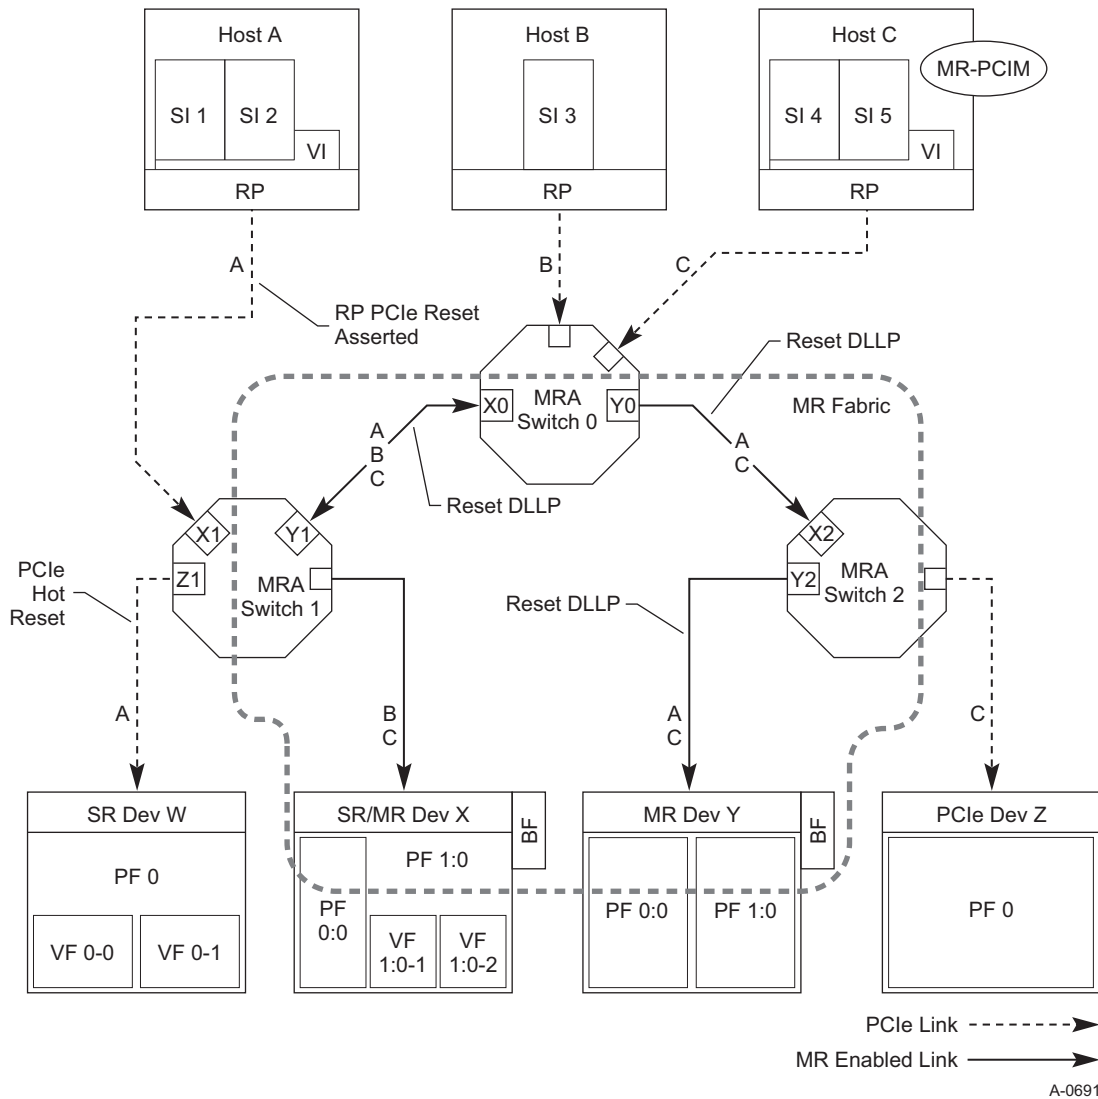 Host A
SI 1
SI 2
VI
RP
Host B
SI 3
RP
Host C
MR-PCIM
SI 4
SI 5
VI
RP
A
B
C
RP PCIe Reset
Asserted
Reset DLLP
MR Fabric
X0
MRA
Switch 0
Y0
A
B
C
Reset DLLP
A
C
X1
Y1
Z1
MRA
Switch 1
X2
Y2
MRA
Switch 2
PCIe
Hot
Reset
Reset DLLP
A
B
C
A
C
C
SR Dev W
PF 0
VF 0-0
VF 0-1
SR/MR Dev X
BF
PF 1:0
PF
0:0
VF
1:0-1
VF
1:0-2
MR Dev Y
BF
PF 0:0
PF 1:0
PCIe Dev Z
PF 0
PCIe Link
MR Enabled Link
A-0691